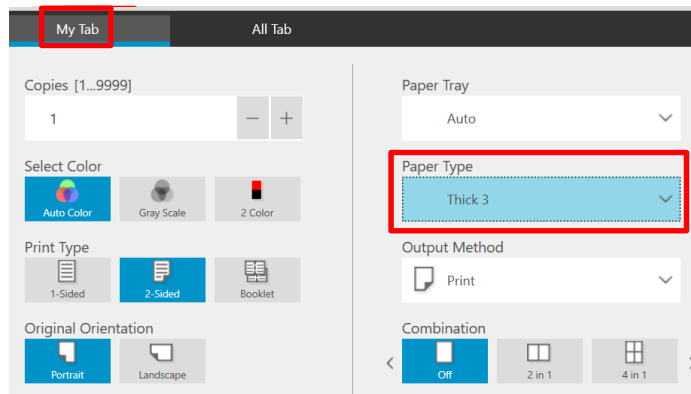 My Tab
All Tab
Copies [1...9999]
1
Select Color
Auto Color
Gray Scale
2 Color
Print Type
1-Sided
2-Sided
Booklet
Original Orientation
Portrait
Landscape
Paper Tray
Auto
Paper Type
Thick 3
Output Method
Print
Combination
Off
2 in 1
4 in 1